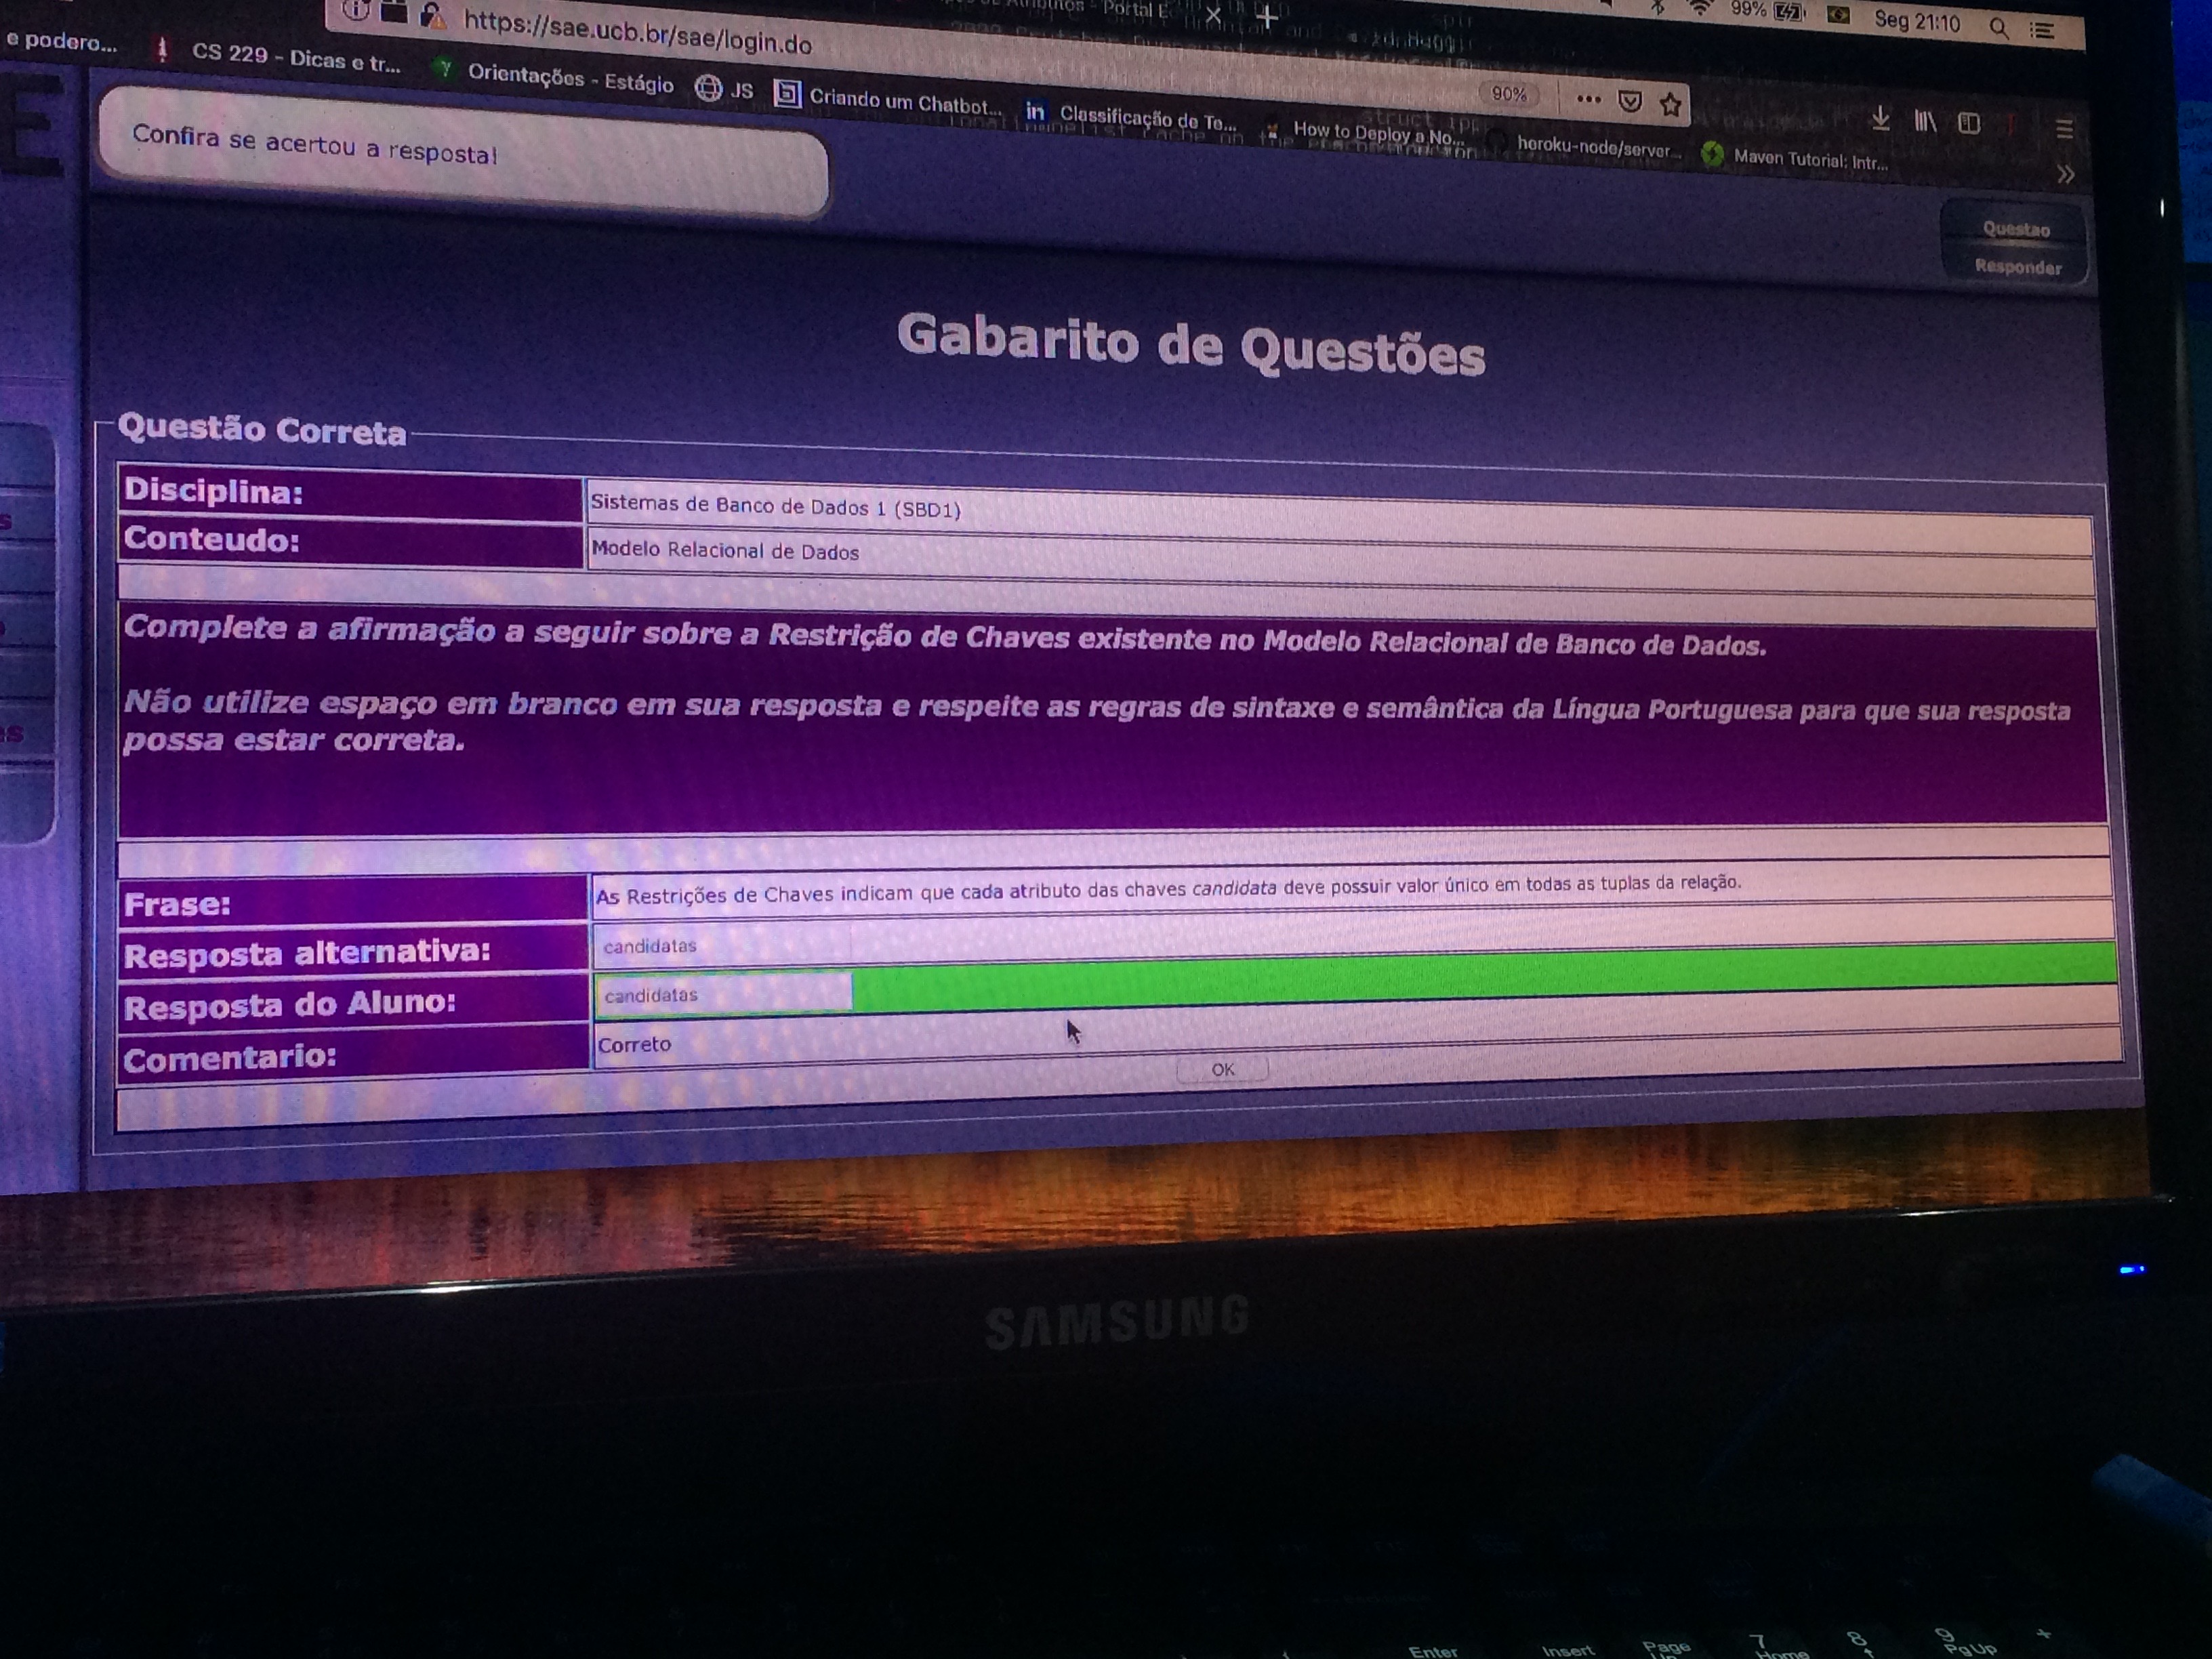 Atributos - Portal E
99%
Seg 21:10
https://sae.ucb.br/sae/login.do
90%
e podero...
CS 229 - Dicas e tr...
Orientações - Estágio
JS
Criando um Chatbot...
Classificação de Te...
How to Deploy a No...
heroku-node/server...
Maven Tutorial: Intr...
Confira se acertou a resposta!
Questao
Responder
Gabarito de Questões
Questão Correta
Disciplina:
Sistemas de Banco de Dados 1 (SBD1)
Conteudo:
Modelo Relacional de Dados
Complete a afirmação a seguir sobre a Restrição de Chaves existente no Modelo Relacional de Banco de Dados.
Não utilize espaço em branco em sua resposta e respeite as regras de sintaxe e semântica da Língua Portuguesa para que sua resposta
possa estar correta.
Frase:
As Restrições de Chaves indicam que cada atributo das chaves candidata deve possuir valor único em todas as tuplas da relação.
Resposta alternativa:
candidatas
Resposta do Aluno:
candidatas
Comentario:
Correto
OK
SAMSUNG
Enter
Insert
Page
7
Home
8
9
PgUp
+